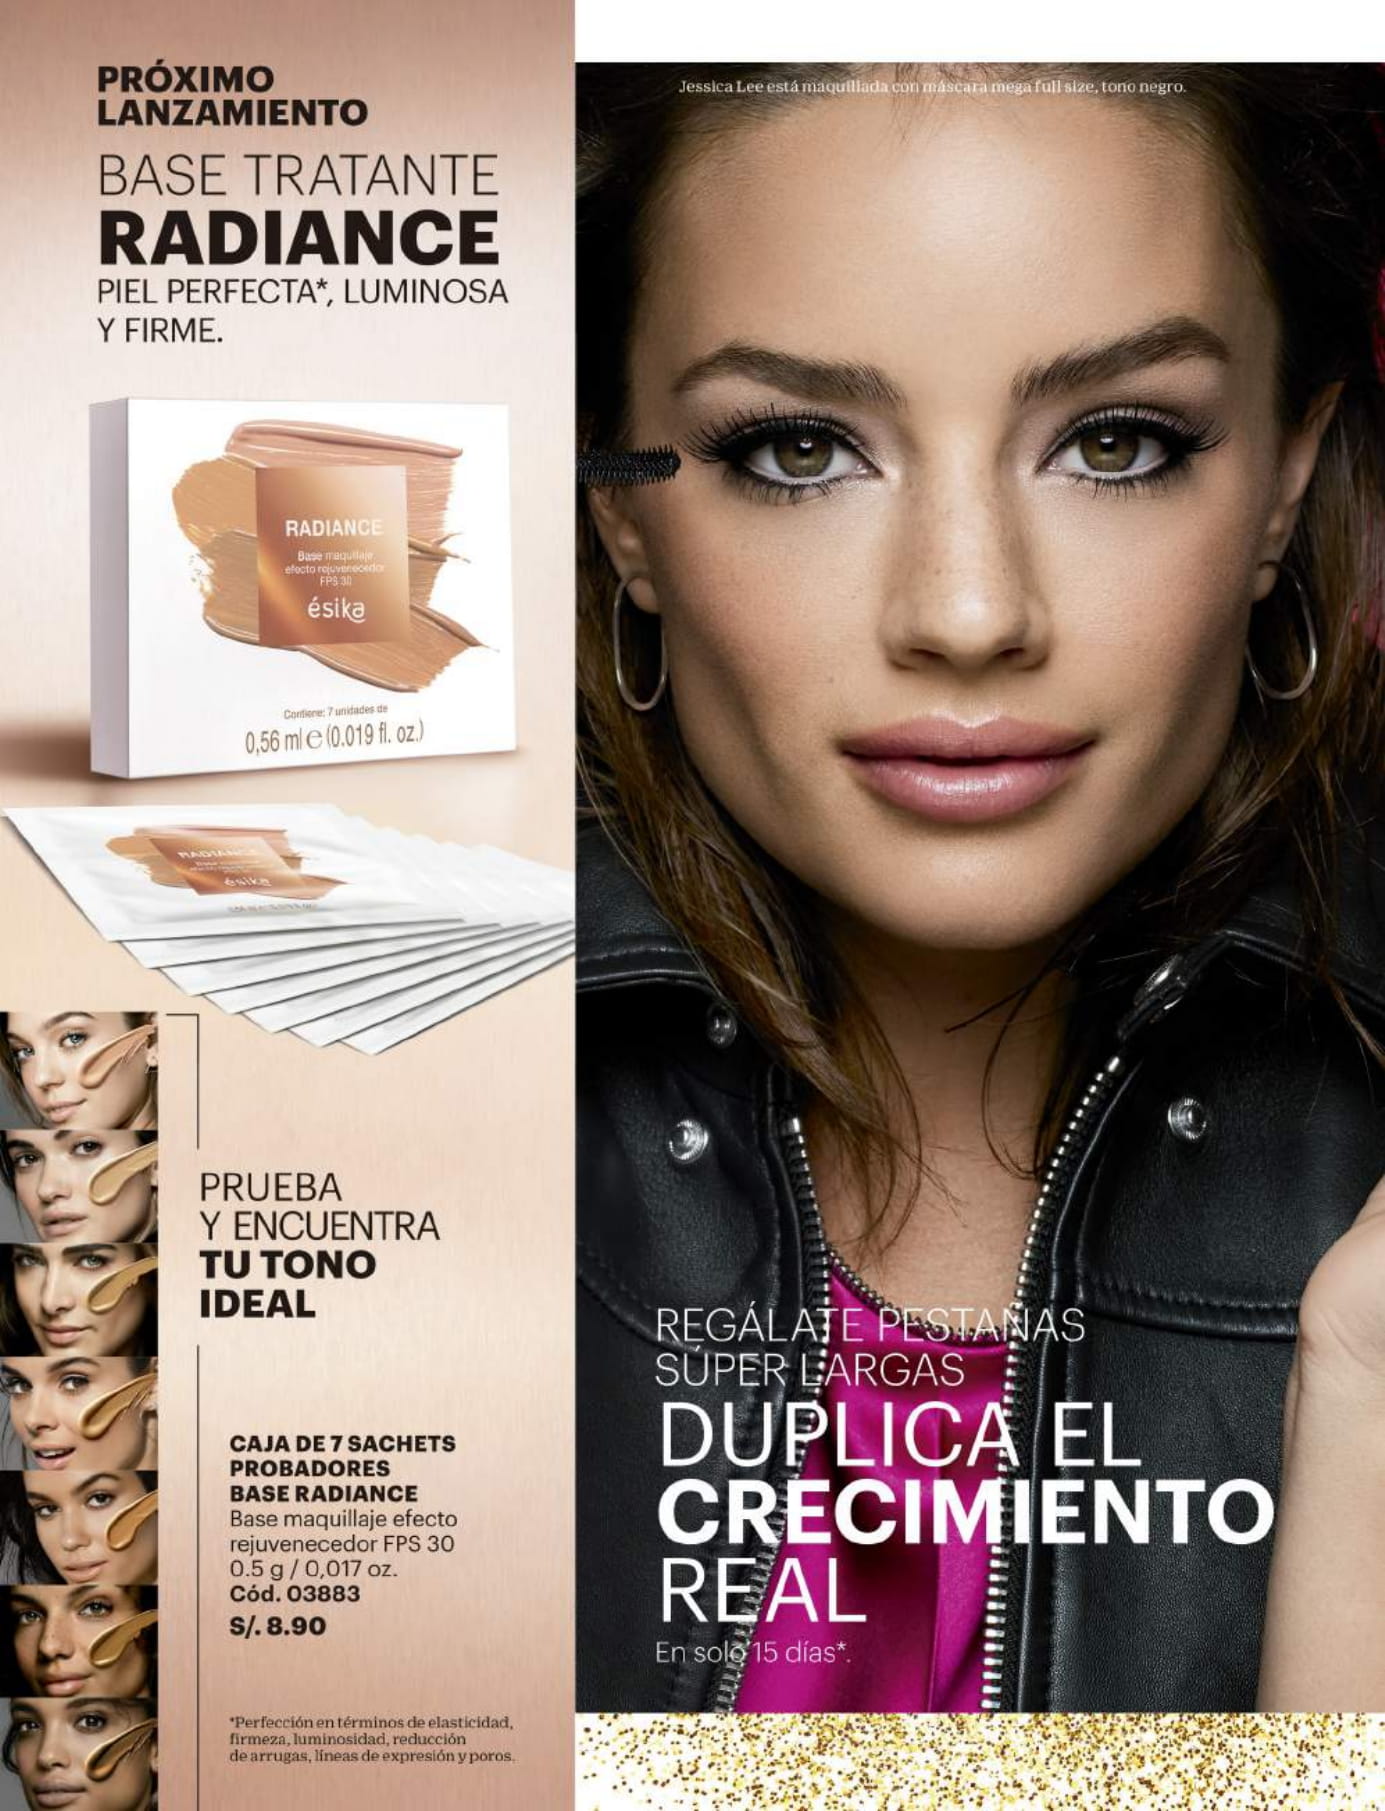 PRÓXIMO
LANZAMIENTO
BASE TRATANTE
RADIANCE
PIEL PERFECTA*, LUMINOSA
Y FIRME.
RADIANCE
Base maquillaje
efecto rejuvenecedor
FPS 30
ésika
Contiene: 7 unidades de
0,56 ml e (0.019 fl. oz.)
RADIANCE
ésika
PRUEBA
Y ENCUENTRA
TU TONO
IDEAL
CAJA DE 7 SACHETS
PROBADORES
BASE RADIANCE
Base maquillaje efecto
rejuvenecedor FPS 30
0.5 g / 0,017 oz.
Cód. 03883
S/. 8.90
*Perfección en términos de elasticidad,
firmeza, luminosidad, reducción
de arrugas, líneas de expresión y poros.
Jessica Lee está maquillada con máscara mega full size, tono negro.
REGÁLATE PESTAÑAS
SÚPER LARGAS
DUPLICA EL
CRECIMIENTO
REAL
En solo 15 días*.